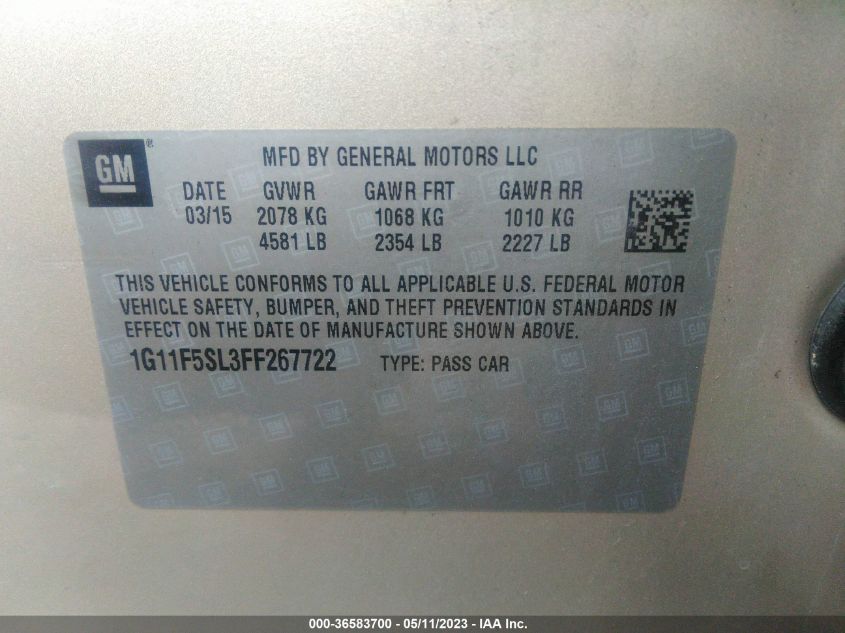 GM ®
MFD BY GENERAL MOTORS LLC
DATE GVWR GAWR FRT GAWR RR
03/15 2078 KG 1068 KG 1010 KG
4581 LB 2354 LB 2227 LB
THIS VEHICLE CONFORMS TO ALL APPLICABLE U.S. FEDERAL MOTOR
VEHICLE SAFETY, BUMPER, AND THEFT PREVENTION STANDARDS IN
EFFECT ON THE DATE OF MANUFACTURE SHOWN ABOVE.
1G11F5SL3FF267722 TYPE: PASS CAR
000-36583700 - 05/11/2023 - IAA Inc.